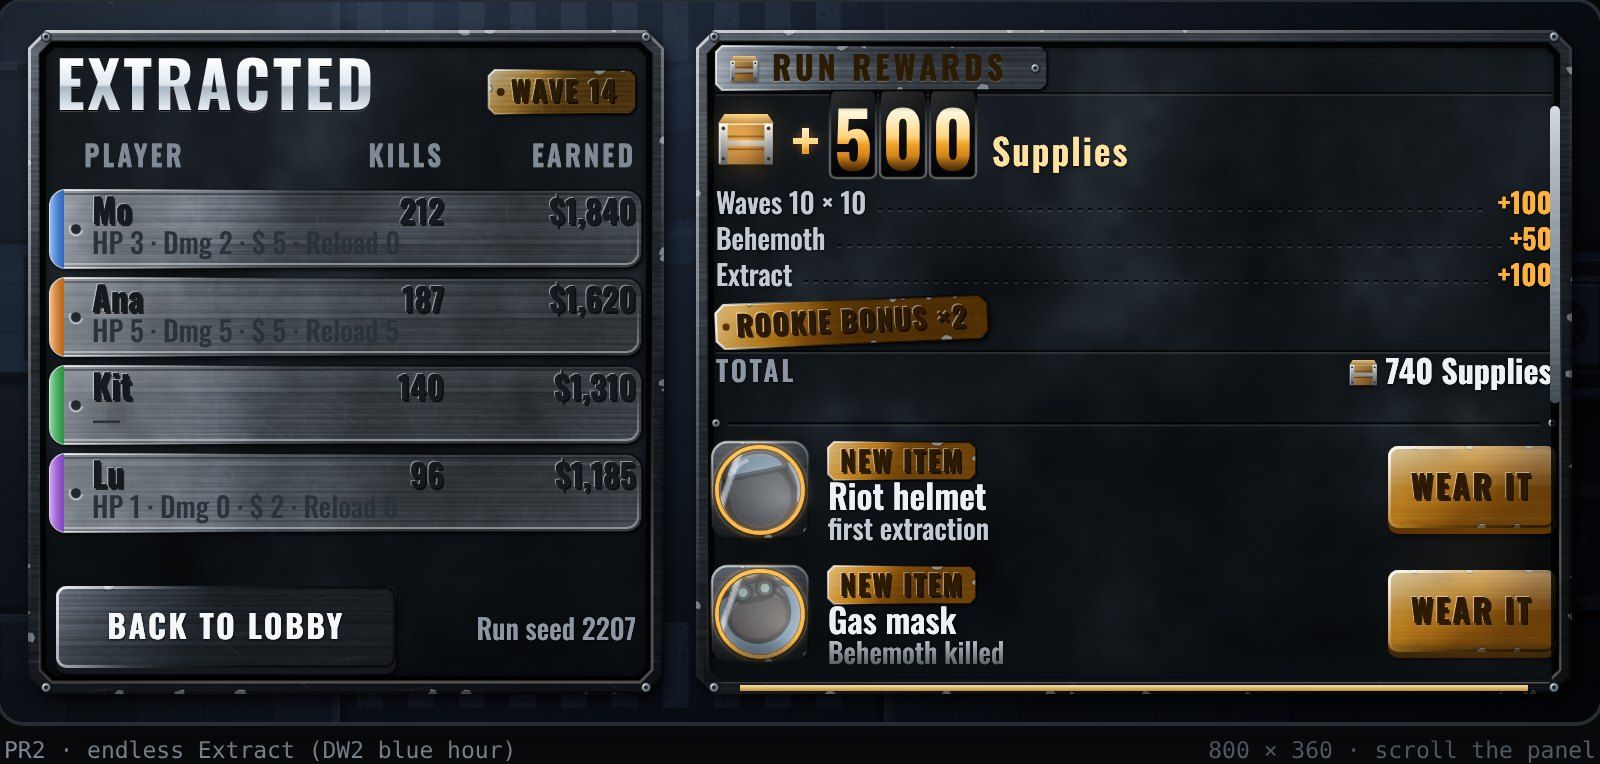 EXTRACTED
WAVE 14
PLAYER KILLS EARNED
Mo 212 $1,840
HP 3 · Dmg 2 · $ 5 · Reload 0
Ana 187 $1,620
HP 5 · Dmg 5 · $ 5 · Reload 5
Kit 140 $1,310
—
Lu 96 $1,185
HP 1 · Dmg 0 · $ 2 · Reload 0
BACK TO LOBBY
Run seed 2207
RUN REWARDS
+500 Supplies
Waves 10 × 10 +100
Behemoth +50
Extract +100
ROOKIE BONUS ×2
TOTAL 740 Supplies
NEW ITEM
Riot helmet
first extraction
WEAR IT
NEW ITEM
Gas mask
Behemoth killed
WEAR IT
PR2 · endless Extract (DW2 blue hour)
800 × 360 · scroll the panel